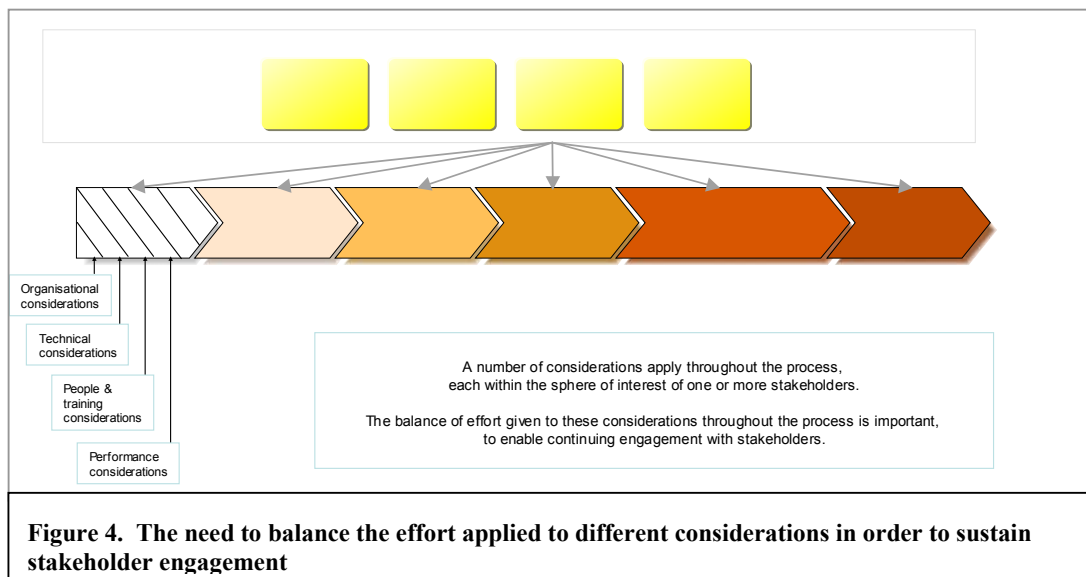 Organisational
considerations
Technical
considerations
People &
training
considerations
Performance
considerations
A number of considerations apply throughout the process,
each within the sphere of interest of one or more stakeholders.
The balance of effort given to these considerations throughout the process is important,
to enable continuing engagement with stakeholders.
Figure 4. The need to balance the effort applied to different considerations in order to sustain
stakeholder engagement